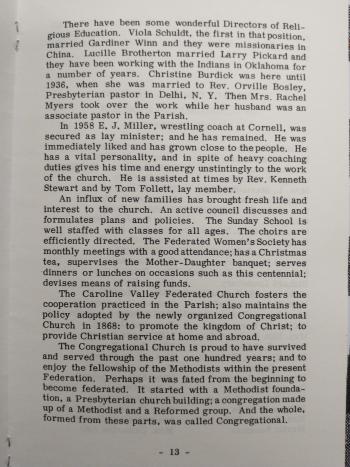 There have been some wonderful Directors of Reli-
gious Education. Viola Schuldt, the first in that position,
married Gardiner Winn and they were missionaries in
China. Lucille Brotherton married Larry Pickard and
they have been working with the Indians in Oklahoma for
a number of years. Christine Burdick was here until
1936, when she was married to Rev. Orville Bosley,
Presbyterian pastor in Delhi, N. Y. Then Mrs. Rachel
Myers took over the work while her husband was an
associate pastor in the Parish.
In 1958 E. J. Miller, wrestling coach at Cornell, was
secured as lay minister; and he has remained. He was
immediately liked and has grown close to the people. He
has a vital personality, and in spite of heavy coaching
duties gives his time and energy unstintingly to the work
of the church. He is assisted at times by Rev. Kenneth
Stewart and by Tom Follett, lay member.
An influx of new families has brought fresh life and
interest to the church. An active council discusses and
formulates plans and policies. The Sunday School is
well staffed with classes for all ages. The choirs are
efficiently directed. The Federated Women's Society has
monthly meetings with a good attendance; has a Christmas
tea, supervises the Mother-Daughter banquet; serves
dinners or lunches on occasions such as this centennial;
devises means of raising funds.
The Caroline Valley Federated Church fosters the
cooperation practiced in the Parish; also maintains the
policy adopted by the newly organized Congregational
Church in 1868: to promote the kingdom of Christ; to
provide Christian service at home and abroad.
The Congregational Church is proud to have survived
and served through the past one hundred years; and to
enjoy the fellowship of the Methodists within the present
Federation. Perhaps it was fated from the beginning to
become federated. It started with a Methodist founda-
tion, a Presbyterian church building; a congregation made
up of a Methodist and a Reformed group. And the whole,
formed from these parts, was called Congregational.
- 13 -